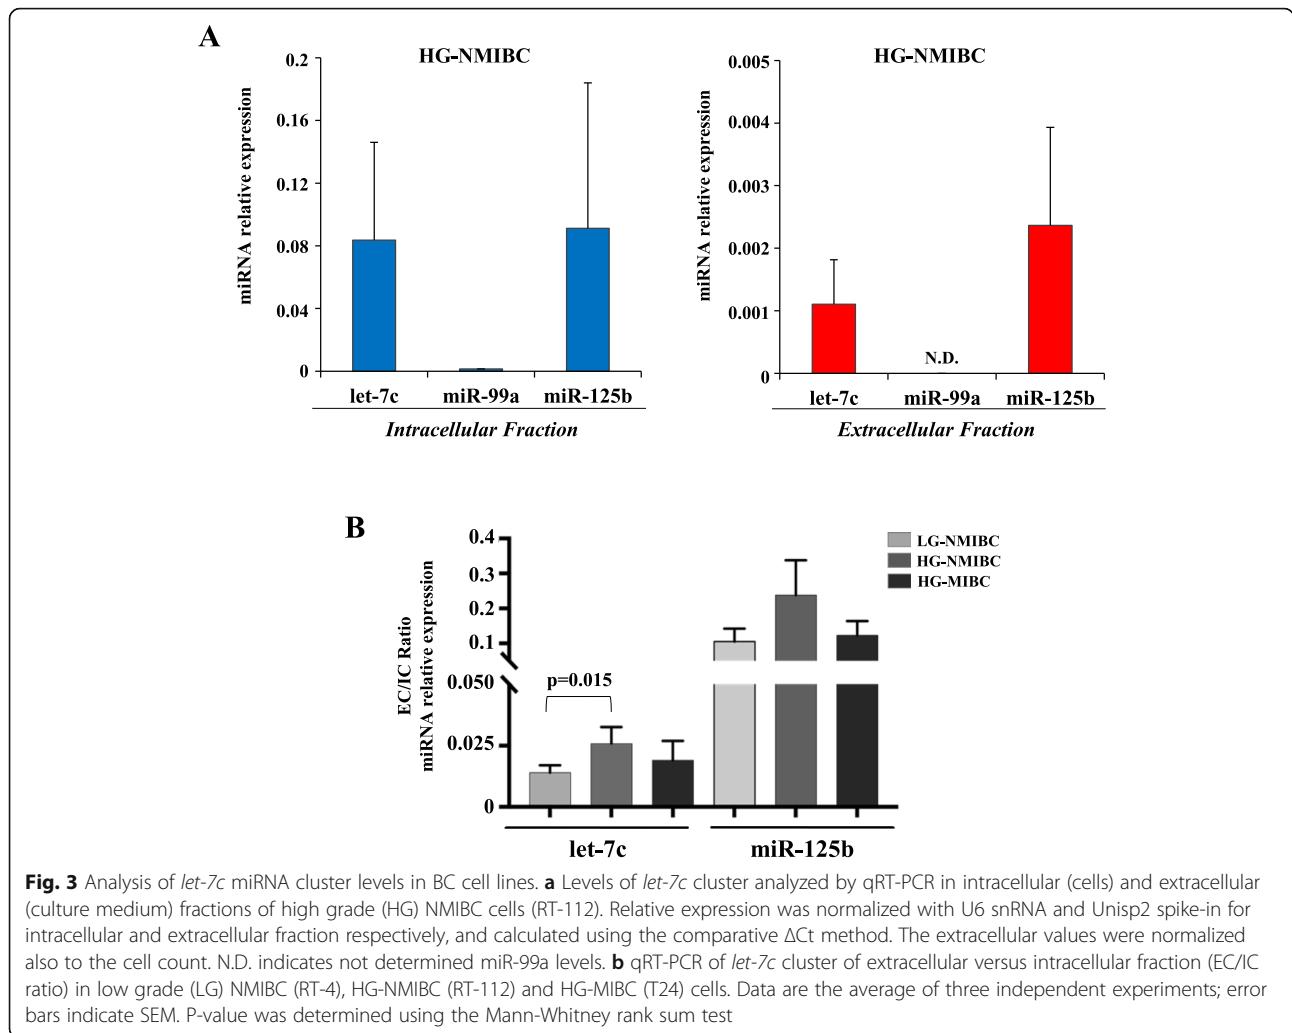 A
HG-NMIBC
miRNA relative expression
0.2
0.16
0.12
0.08
0.04
0
let-7c miR-99a miR-125b
Intracellular Fraction
HG-NMIBC
miRNA relative expression
0.005
0.004
0.003
0.002
0.001
0
N.D.
let-7c miR-99a miR-125b
Extracellular Fraction
B
EC/IC Ratio
miRNA relative expression
0.4
0.3
0.2
0.1
0.050
0.025
0
p=0.015
LG-NMIBC
HG-NMIBC
HG-MIBC
let-7c miR-125b
Fig. 3 Analysis of let-7c miRNA cluster levels in BC cell lines. a Levels of let-7c cluster analyzed by qRT-PCR in intracellular (cells) and extracellular
(culture medium) fractions of high grade (HG) NMIBC cells (RT-112). Relative expression was normalized with U6 snRNA and Unisp2 spike-in for
intracellular and extracellular fraction respectively, and calculated using the comparative ΔCt method. The extracellular values were normalized
also to the cell count. N.D. indicates not determined miR-99a levels. b qRT-PCR of let-7c cluster of extracellular versus intracellular fraction (EC/IC
ratio) in low grade (LG) NMIBC (RT-4), HG-NMIBC (RT-112) and HG-MIBC (T24) cells. Data are the average of three independent experiments; error
bars indicate SEM. P-value was determined using the Mann-Whitney rank sum test